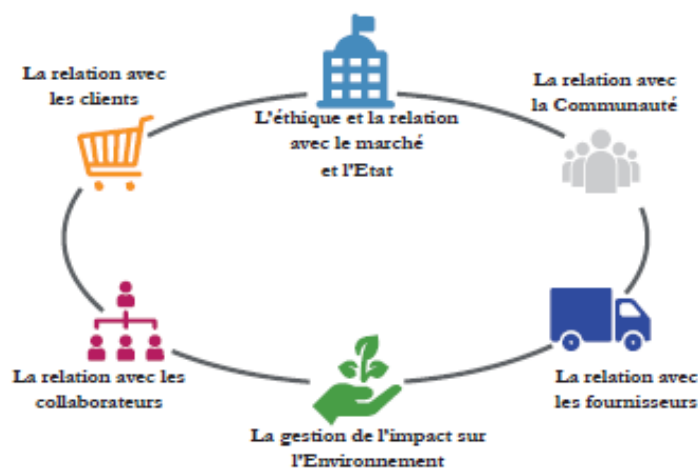 La relation avec
les clients
L'éthique et la relation
avec le marché
et l'Etat
La relation avec
la Communauté
La relation avec les
collaborateurs
La gestion de l'impact sur
l'Environnement
La relation avec
les fournisseurs